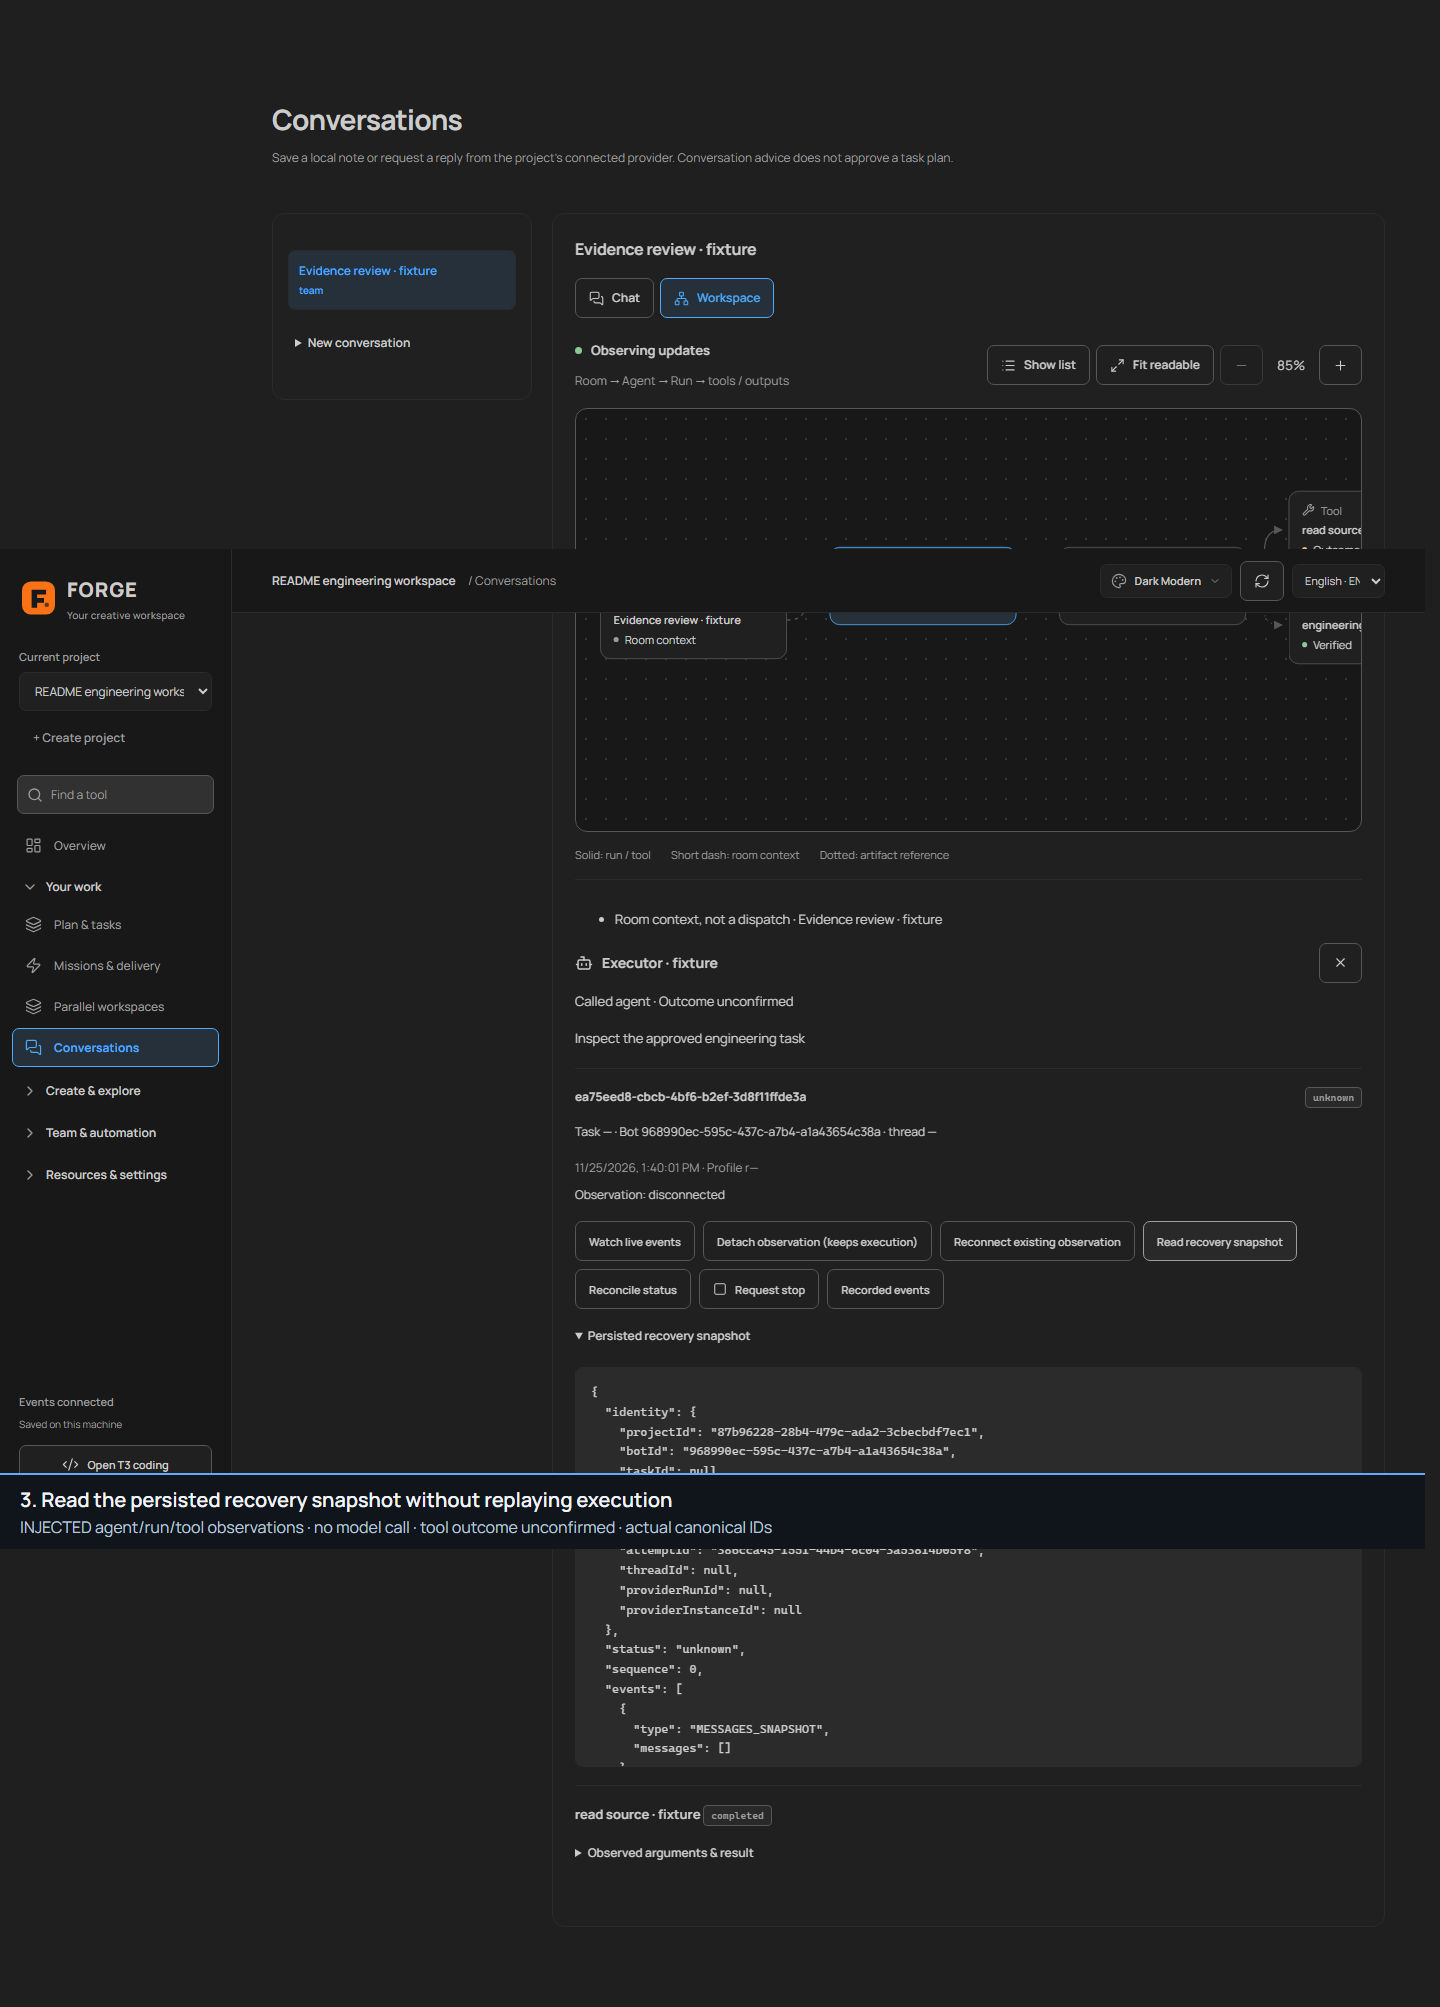 Conversations
Save a local note or request a reply from the project's connected provider. Conversation advice does not approve a task plan.
Evidence review · fixture
team
New conversation
Evidence review · fixture
Chat
Workspace
Observing updates
Room → Agent → Run → tools / outputs
Show list
Fit readable
85%
Tool
read source
FORGE
Your creative workspace
README engineering workspace / Conversations
Dark Modern
English · EN
Evidence review · fixture
Room context
engineering
Verified
Current project
README engineering works
+ Create project
Find a tool
Overview
Your work
Plan & tasks
Missions & delivery
Parallel workspaces
Conversations
Create & explore
Team & automation
Resources & settings
Events connected
Saved on this machine
Open T3 coding
Solid: run / tool
Short dash: room context
Dotted: artifact reference
Room context, not a dispatch · Evidence review · fixture
Executor · fixture
Called agent · Outcome unconfirmed
Inspect the approved engineering task
ea75eed8-cbcb-4bf6-b2ef-3d8f11ffde3a
unknown
Task — · Bot 968990ec-595c-437c-a7b4-a1a43654c38a · thread —
11/25/2026, 1:40:01 PM · Profile r—
Observation: disconnected
Watch live events
Detach observation (keeps execution)
Reconnect existing observation
Read recovery snapshot
Reconcile status
Request stop
Recorded events
Persisted recovery snapshot
{
"identity": {
"projectId": "87b96228-28b4-479c-ada2-3cbecbdf7ec1",
"botId": "968990ec-595c-437c-a7b4-a1a43654c38a",
"taskId": null
3. Read the persisted recovery snapshot without replaying execution
INJECTED agent/run/tool observations · no model call · tool outcome unconfirmed · actual canonical IDs
"threadId": null,
"providerRunId": null,
"providerInstanceId": null
},
"status": "unknown",
"sequence": 0,
"events": [
{
"type": "MESSAGES_SNAPSHOT",
"messages": []
read source · fixture
completed
Observed arguments & result